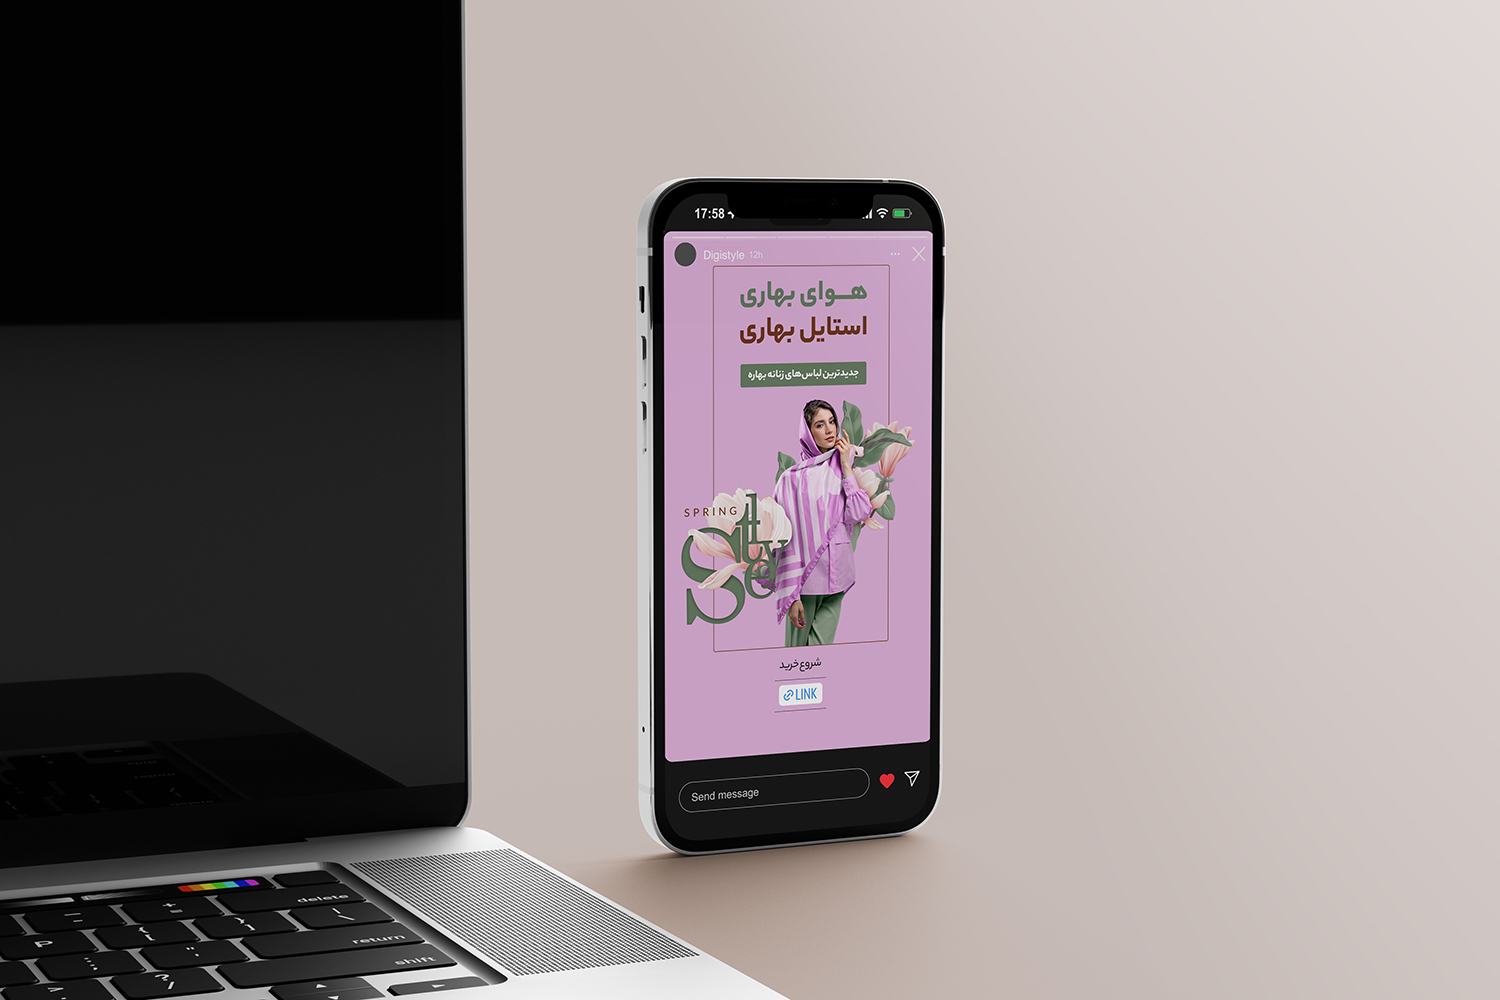 17:58
Digistyle 12h
هـــوای بهاری
استایل بهاری
جدیدترین لباس‌های زنانه بهاره
SPRING
Style
شروع خرید
LINK
Send message
delete
return
shift
P